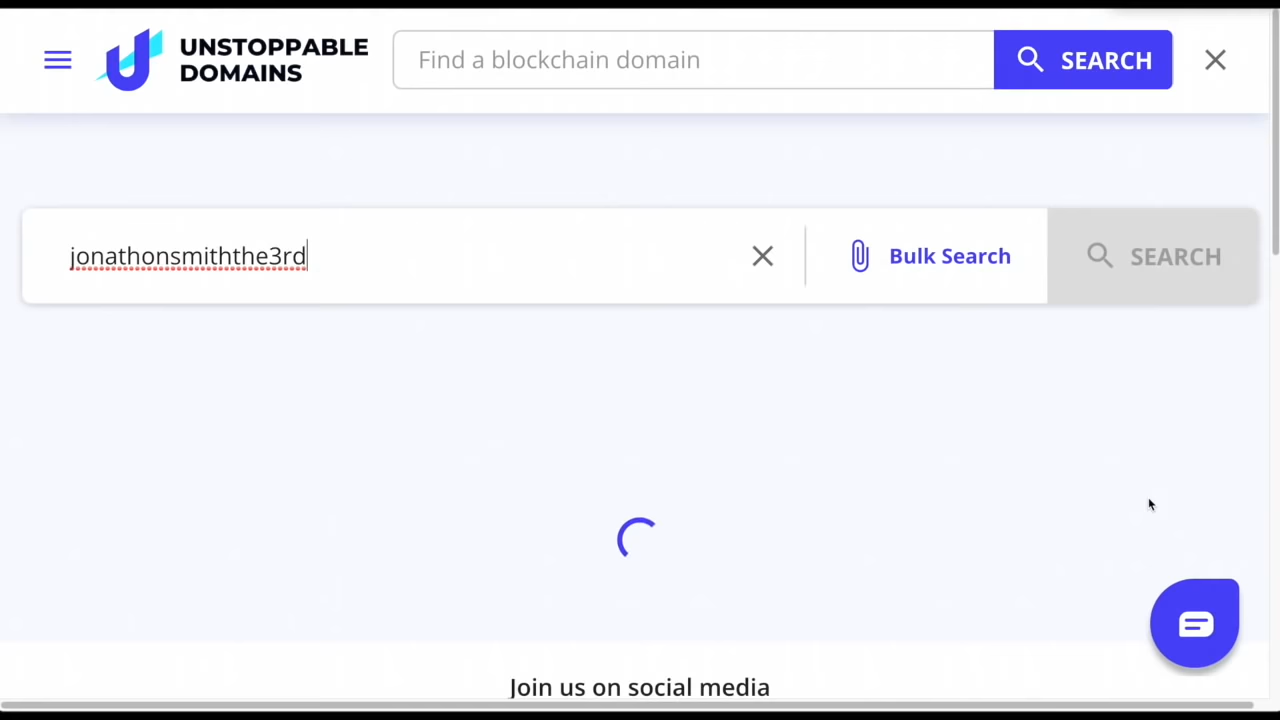 UNSTOPPABLE
DOMAINS
Find a blockchain domain
SEARCH
jonathonsmiththe3rd
Bulk Search
SEARCH
Join us on social media